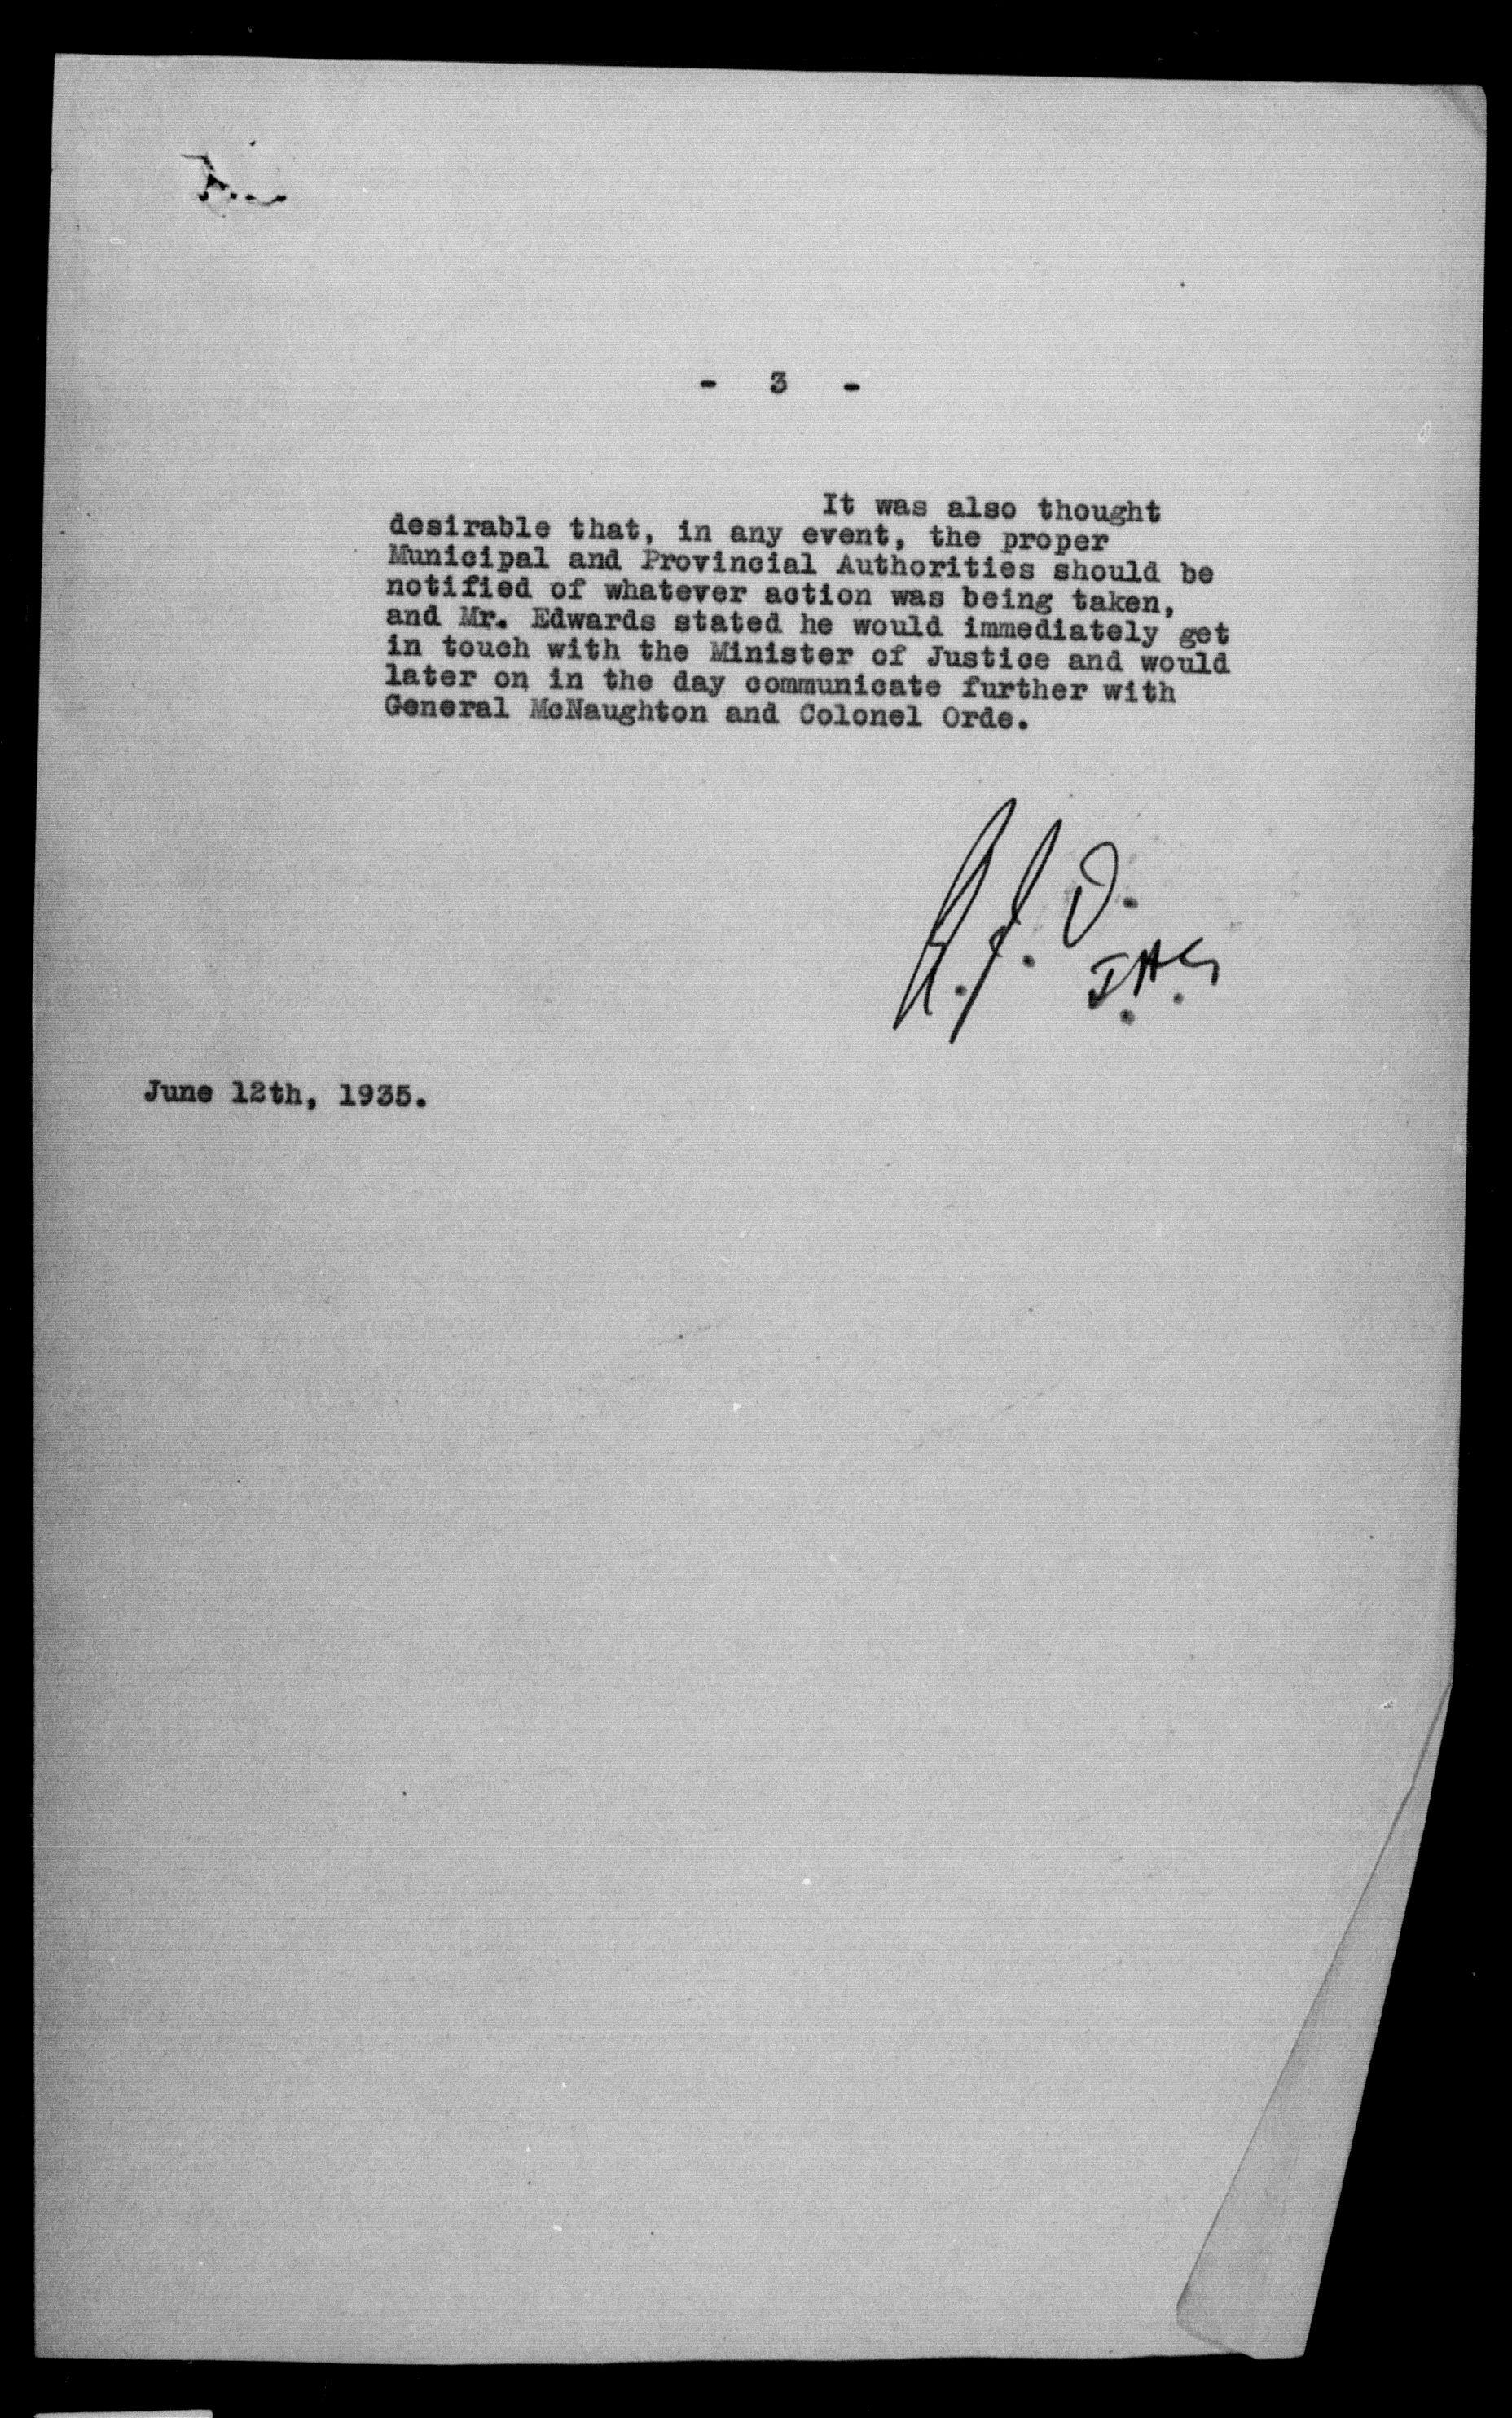 - 3 -
It was also thought
desirable that, in any event, the proper
Municipal and Provincial Authorities should be
notified of whatever action was being taken,
and Mr. Edwards stated he would immediately get
in touch with the Minister of Justice and would
later on in the day communicate further with
General McNaughton and Colonel Orde.
J.A.G.
June 12th, 1935.